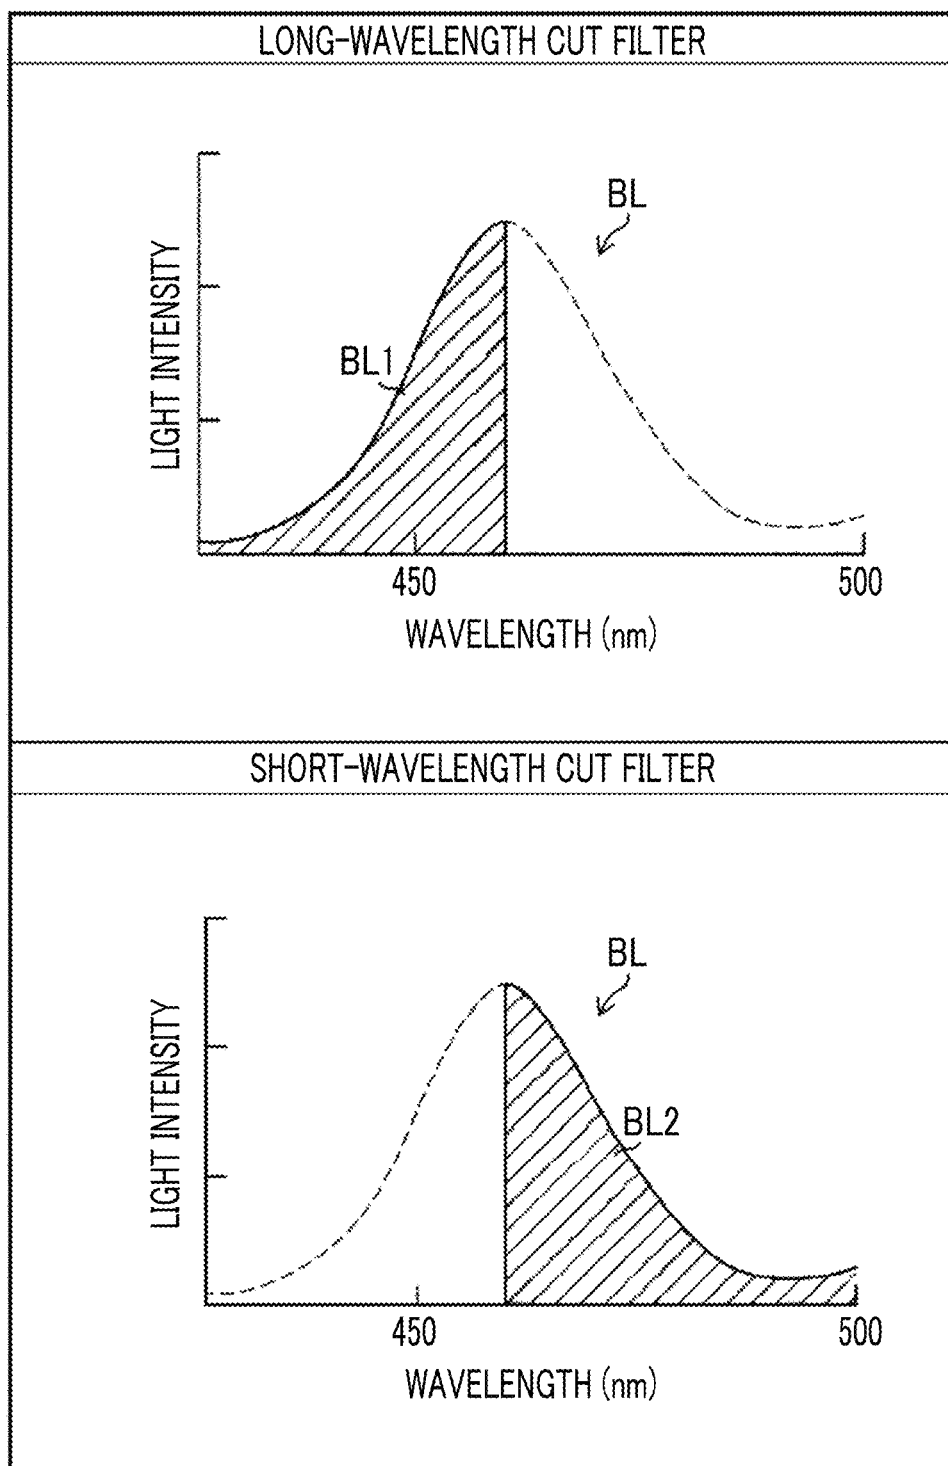 LONG-WAVELENGTH CUT FILTER
BL
LIGHT INTENSITY
BL1
450
500
WAVELENGTH (nm)
SHORT-WAVELENGTH CUT FILTER
BL
LIGHT INTENSITY
BL2
450
500
WAVELENGTH (nm)